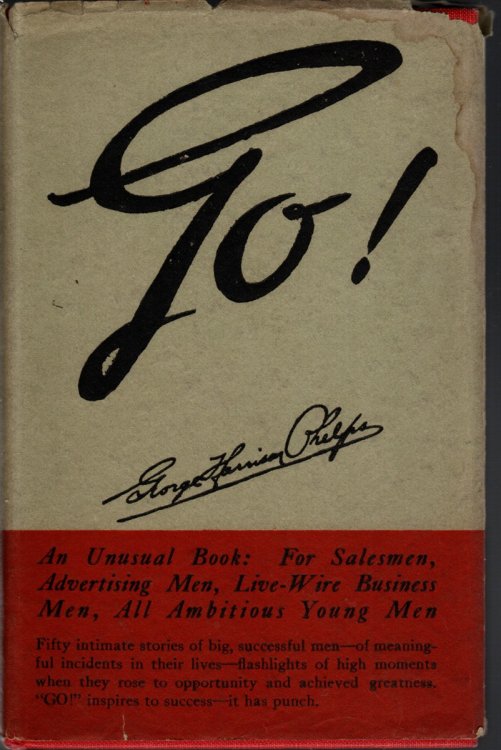 Go!
George Harrison Phelps
An Unusual Book: For Salesmen,
Advertising Men, Live-Wire Business
Men, All Ambitious Young Men
Fifty intimate stories of big, successful men—of meaning-
ful incidents in their lives—flashlights of high moments
when they rose to opportunity and achieved greatness.
"GO!" inspires to success—it has punch.